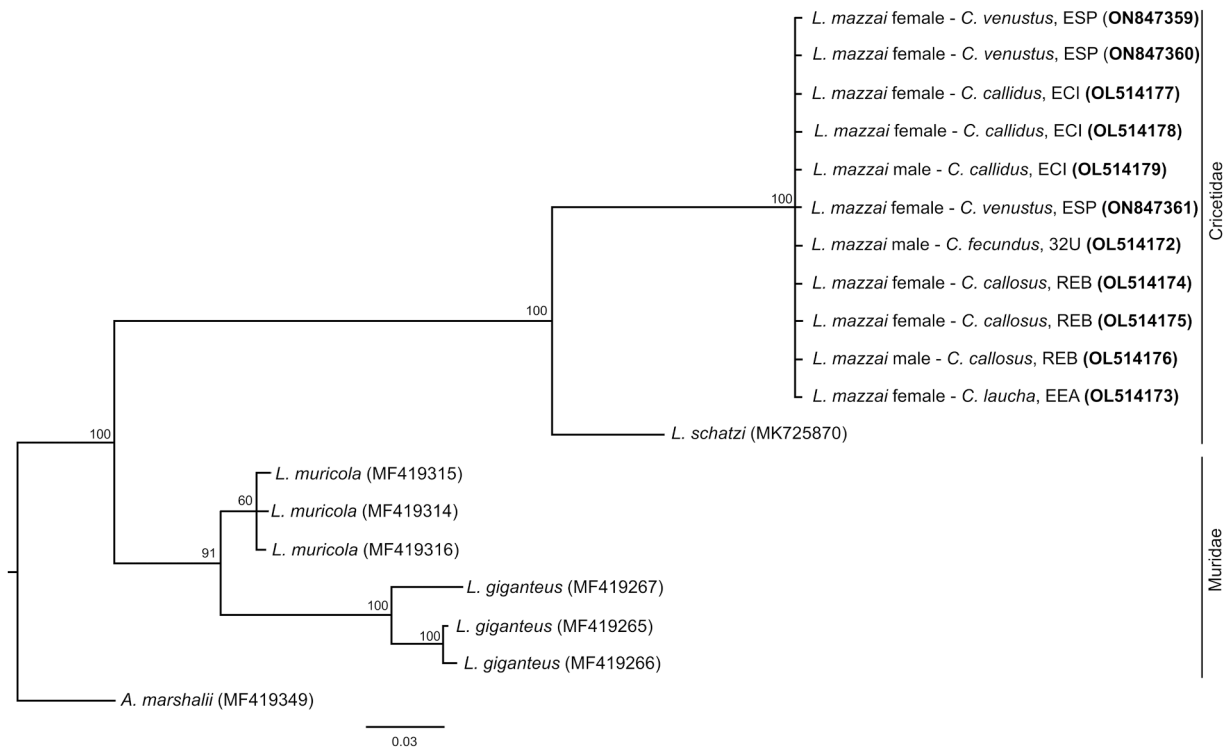 L. mazzai female - C. venustus, ESP (ON847359)
L. mazzai female - C. venustus, ESP (ON847360)
L. mazzai female - C. callidus, ECI (OL514177)
L. mazzai female - C. callidus, ECI (OL514178)
L. mazzai male - C. callidus, ECI (OL514179)
100
L. mazzai female - C. venustus, ESP (ON847361)
L. mazzai male - C. fecundus, 32U (OL514172)
L. mazzai female - C. callosus, REB (OL514174)
100
L. mazzai female - C. callosus, REB (OL514175)
L. mazzai male - C. callosus, REB (OL514176)
L. mazzai female - C. laucha, EEA (OL514173)
Cricetidae
100
L. schatzi (MK725870)
L. muricola (MF419315)
60
L. muricola (MF419314)
91
L. muricola (MF419316)
L. giganteus (MF419267)
100
L. giganteus (MF419265)
100
L. giganteus (MF419266)
Muridae
A. marshalii (MF419349)
0.03